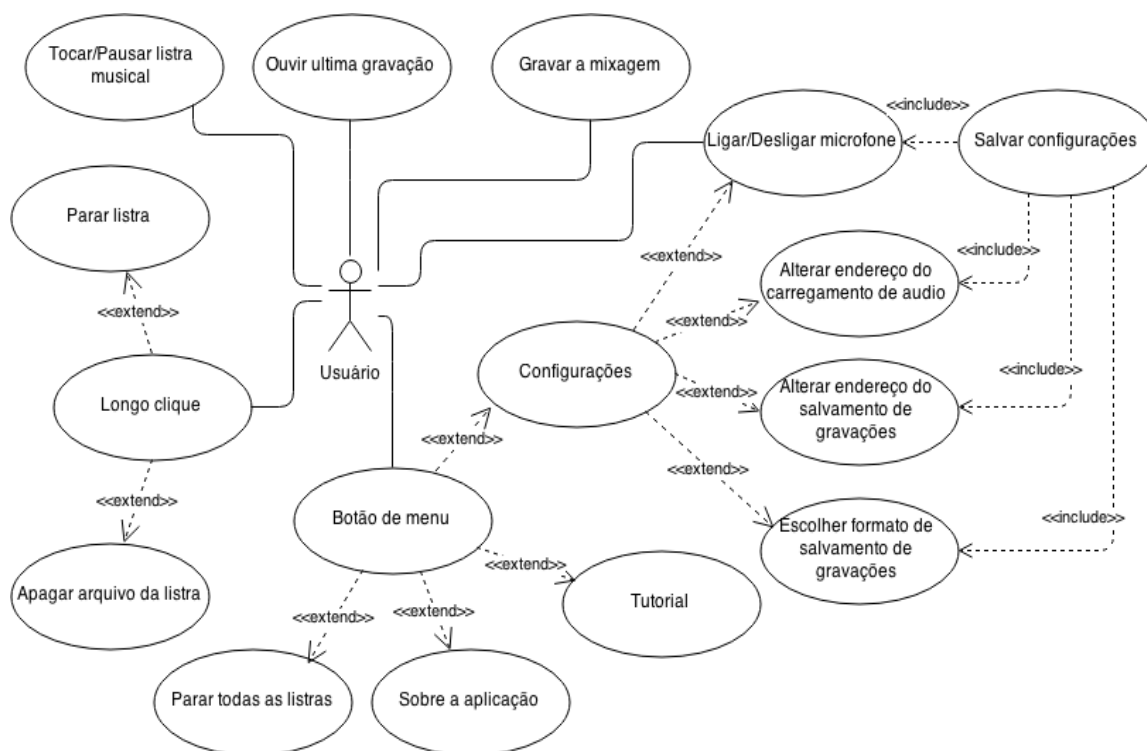 Tocar/Pausar listra
musical
Ouvir ultima gravação
Gravar a mixagem
<<include>>
Ligar/Desligar microfone
Salvar configurações
Parar listra
<<extend>>
<<include>>
Alterar endereço do
carregamento de audio
<<extend>>
<<extend>>
Usuário
Configurações
<<include>>
Alterar endereço do
salvamento de
gravações
<<extend>>
Longo clique
<<extend>>
<<extend>>
<<extend>>
Botão de menu
<<include>>
Escolher formato de
salvamento de
gravações
<<extend>>
Apagar arquivo da listra
Tutorial
<<extend>>
<<extend>>
Parar todas as listras
Sobre a aplicação